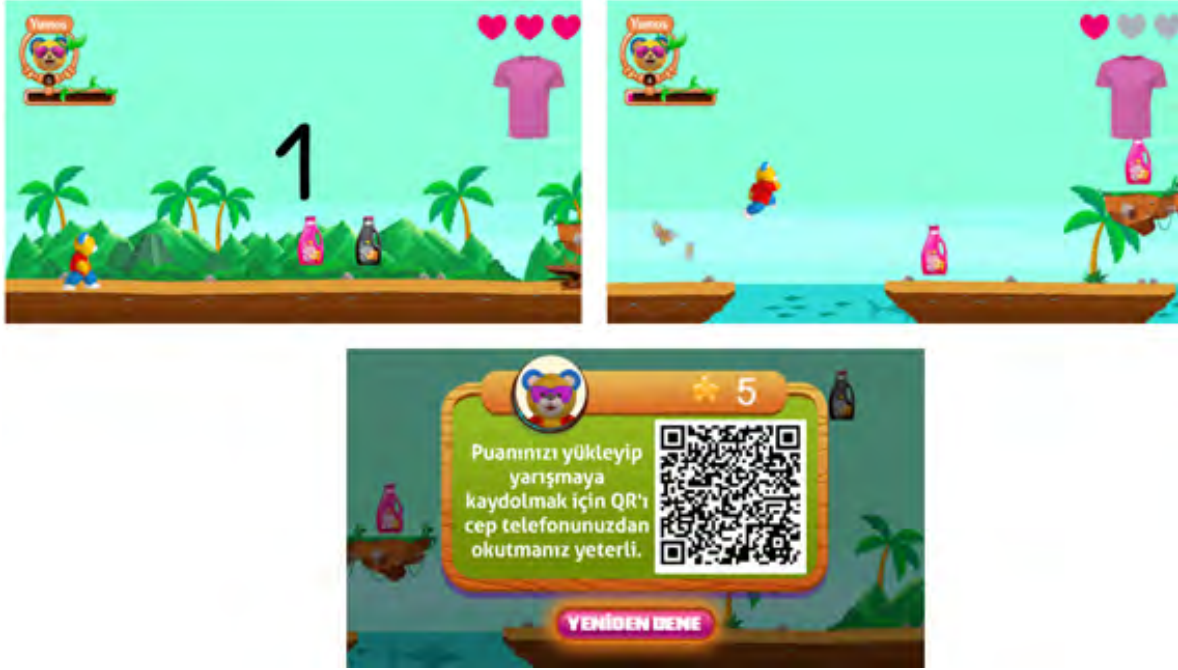 Yumoş
1
Yumoş
5
Puanınızı yükleyip
yarışmaya
kaydolmak için QR'ı
cep telefonunuzdan
okutmanız yeterli.
YENİDEN DENE